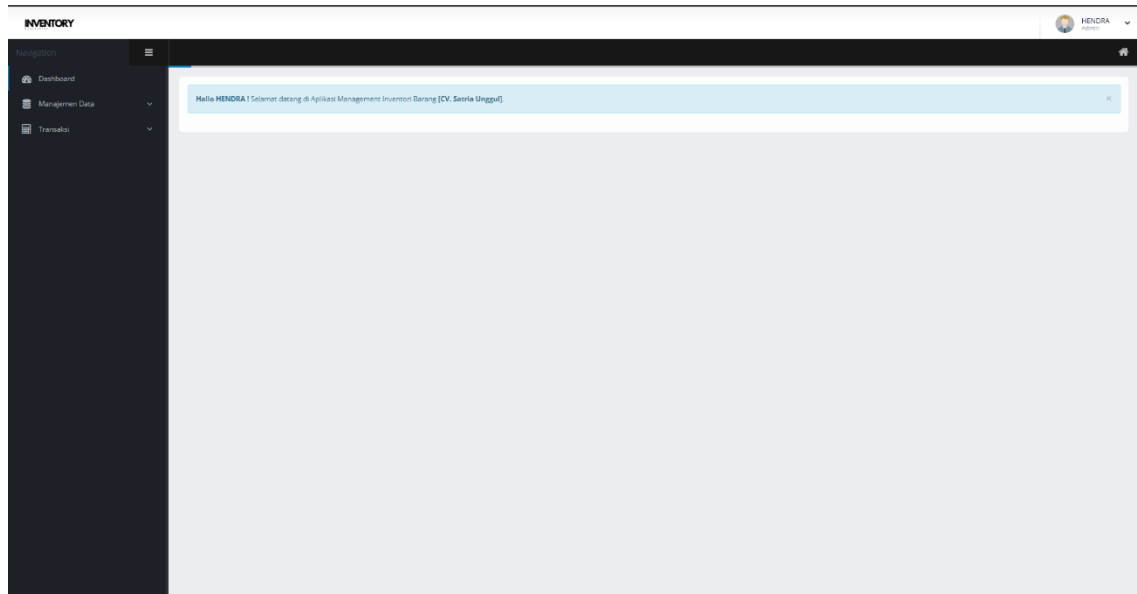 INVENTORY
HENDRA
Admin
Navigation
Dashboard
Hallo HENDRA ! Selamat datang di Aplikasi Management Inventori Barang [CV. Satria Unggul].
×
Manajemen Data
Transaksi